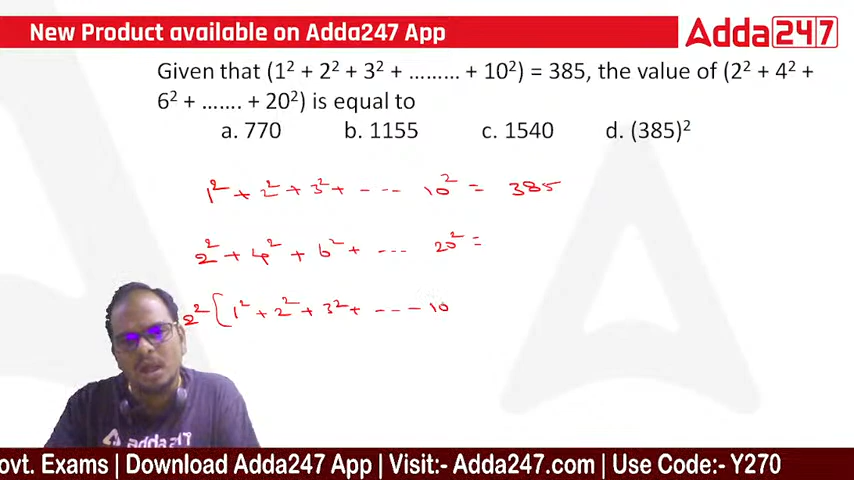 New Product available on Adda247 App
Adda247
Given that (1² + 2² + 3² + ......... + 10²) = 385, the value of (2² + 4² +
6² + ....... + 20²) is equal to
a. 770 b. 1155 c. 1540 d. (385)²
1² + 2² + 3² + ---- 10² = 385
2² + 4² + 6² + --- 20² =
2² [1² + 2² + 3² + ---- 10
adda247
ovt. Exams | Download Adda247 App | Visit:- Adda247.com | Use Code:- Y270